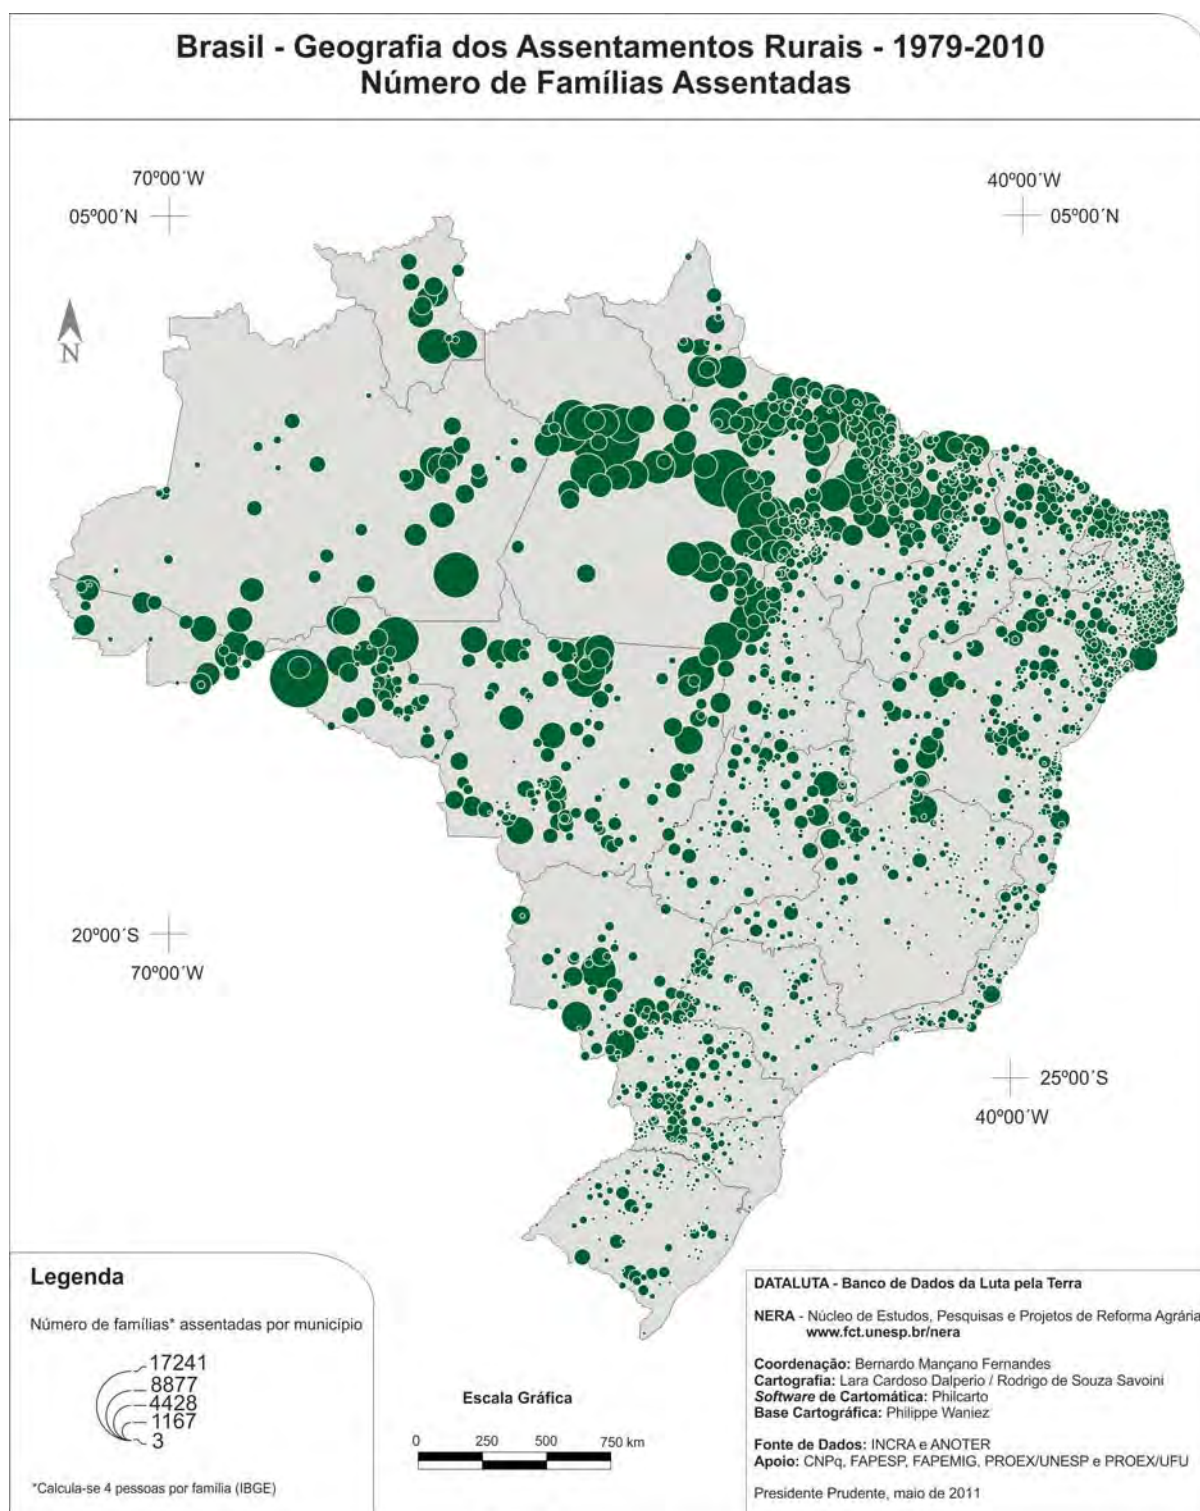 Brasil - Geografia dos Assentamentos Rurais - 1979-2010
Número de Famílias Assentadas
70º00´W
05º00´N
40º00´W
05º00´N
N
20º00´S
70º00´W
25º00´S
40º00´W
Legenda
Número de famílias* assentadas por município
17241
8877
4428
1167
3
*Calcula-se 4 pessoas por família (IBGE)
Escala Gráfica
0 250 500 750 km
DATALUTA - Banco de Dados da Luta pela Terra
NERA - Núcleo de Estudos, Pesquisas e Projetos de Reforma Agrária
www.fct.unesp.br/nera
Coordenação: Bernardo Mançano Fernandes
Cartografia: Lara Cardoso Dalperio / Rodrigo de Souza Savoini
Software de Cartomática: Philcarto
Base Cartográfica: Philippe Waniez
Fonte de Dados: INCRA e ANOTER
Apoio: CNPq, FAPESP, FAPEMIG, PROEX/UNESP e PROEX/UFU
Presidente Prudente, maio de 2011